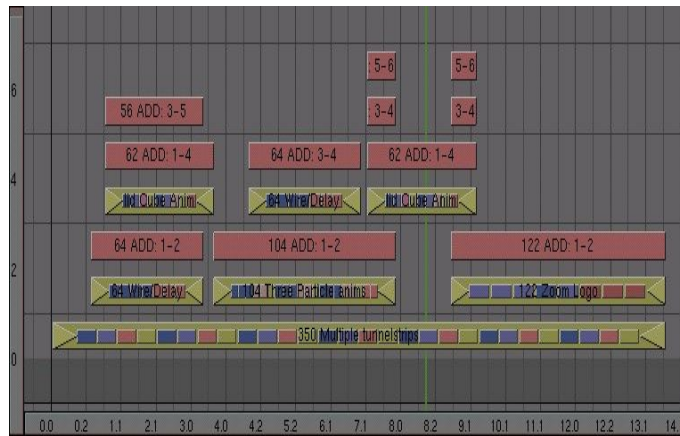 : 5-6 5-6
6
56 ADD: 3-5 : 3-4 3-4
62 ADD: 1-4 64 ADD: 3-4 62 ADD: 1-4
4
lid Cube Anim 64 Wire/Delay lid Cube Anim
64 ADD: 1-2 104 ADD: 1-2 122 ADD: 1-2
2
64 Wire/Delay 104 Three Particle anims 122 Zoom Logo
350 Multiple tunnelstrips
0
0.0 0.2 1.1 2.1 3.0 4.0 4.2 5.2 6.1 7.1 8.0 8.2 9.1 10.1 11.1 12.0 12.2 13.1 14.